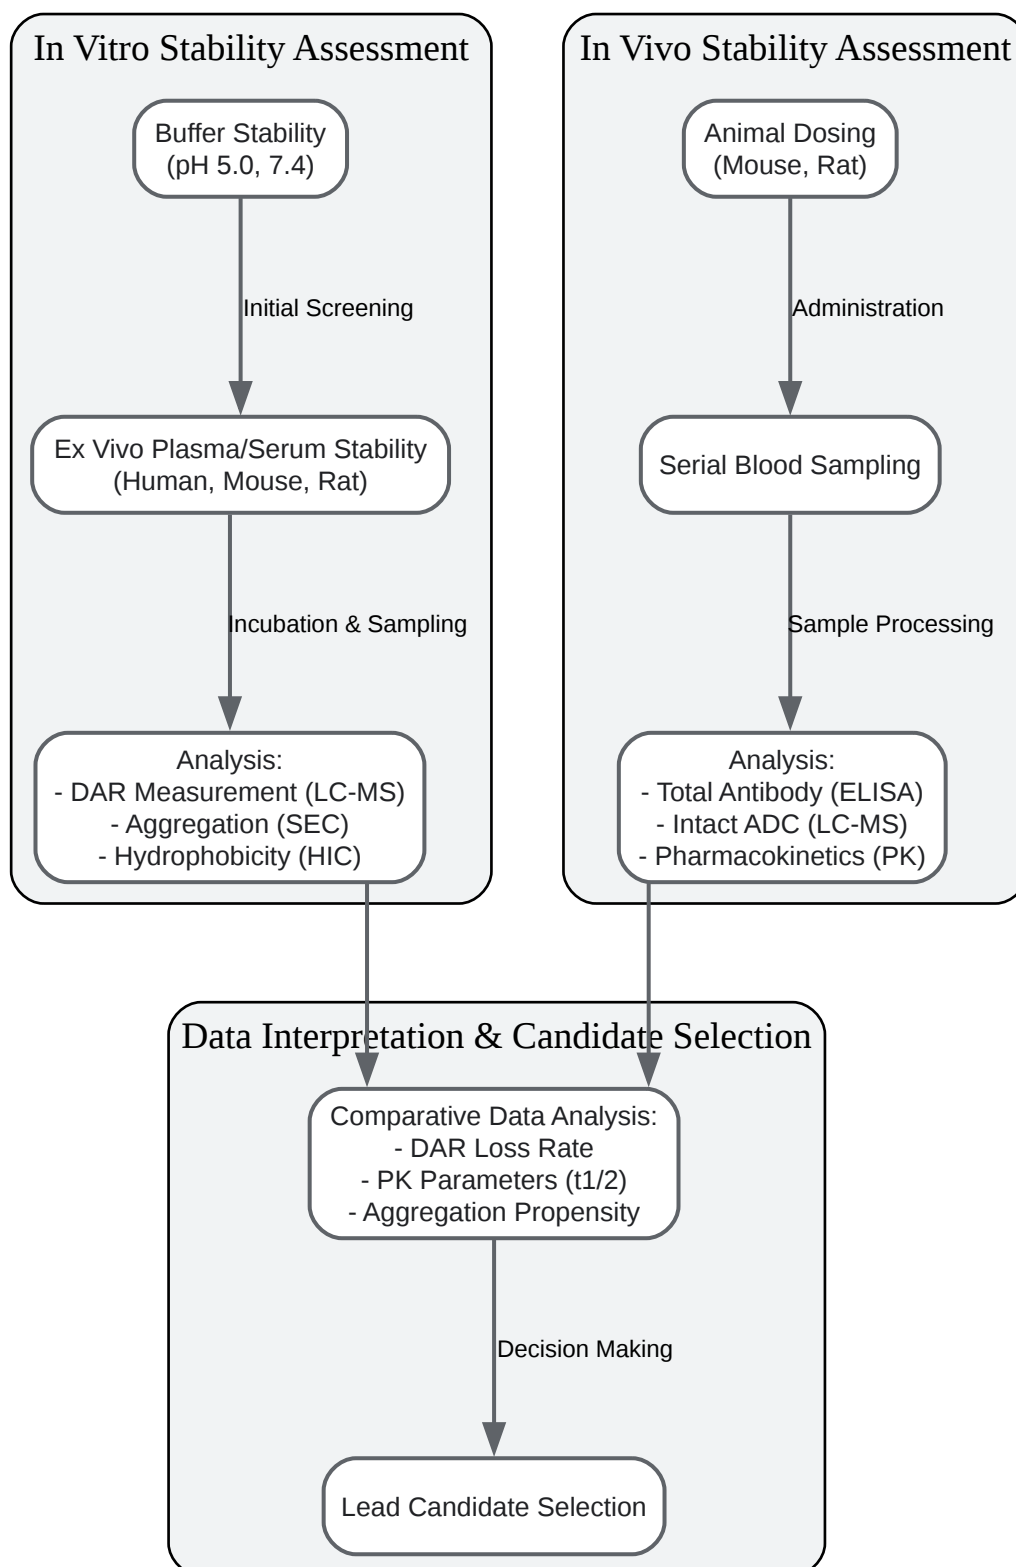 In Vitro Stability Assessment
Buffer Stability
(pH 5.0, 7.4)
Initial Screening
Ex Vivo Plasma/Serum Stability
(Human, Mouse, Rat)
Incubation & Sampling
Analysis:
- DAR Measurement (LC-MS)
- Aggregation (SEC)
- Hydrophobicity (HIC)
In Vivo Stability Assessment
Animal Dosing
(Mouse, Rat)
Administration
Serial Blood Sampling
Sample Processing
Analysis:
- Total Antibody (ELISA)
- Intact ADC (LC-MS)
- Pharmacokinetics (PK)
Data Interpretation & Candidate Selection
Comparative Data Analysis:
- DAR Loss Rate
- PK Parameters (t1/2)
- Aggregation Propensity
Decision Making
Lead Candidate Selection